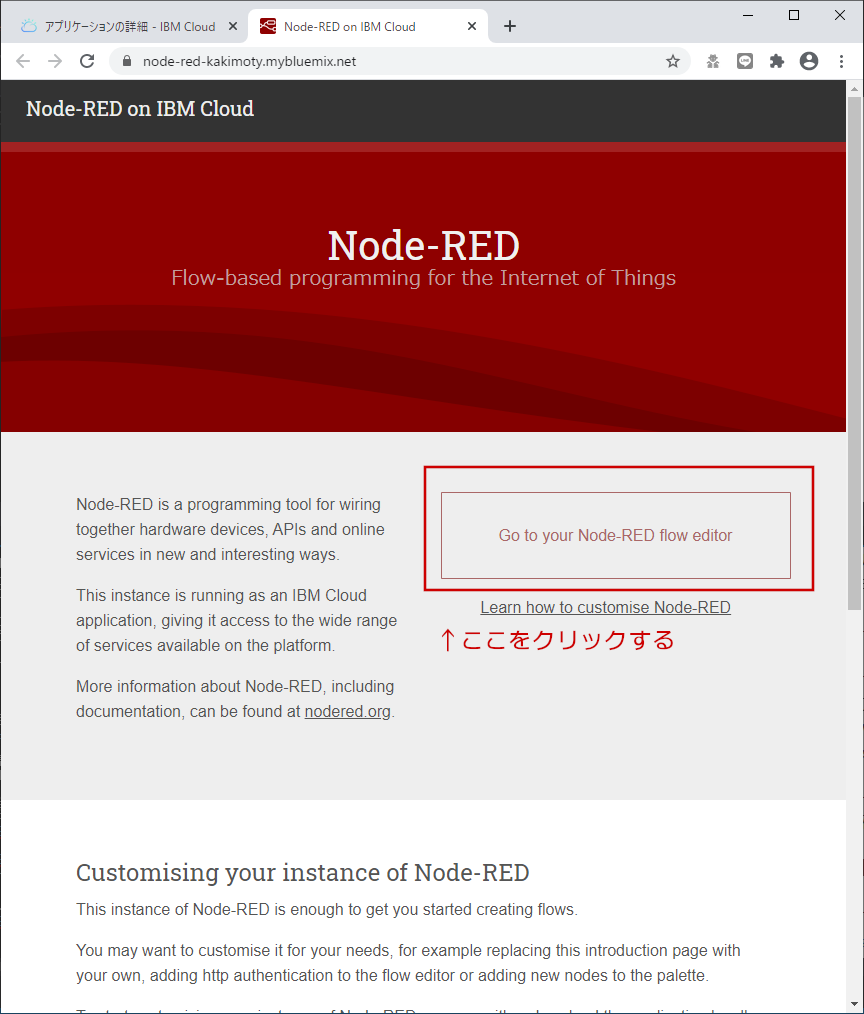 アプリケーションの詳細 - IBM Cloud
Node-RED on IBM Cloud
node-red-kakimoty.mybluemix.net
Node-RED on IBM Cloud
Node-RED
Flow-based programming for the Internet of Things
Node-RED is a programming tool for wiring
together hardware devices, APIs and online
services in new and interesting ways.
This instance is running as an IBM Cloud
application, giving it access to the wide range
of services available on the platform.
More information about Node-RED, including
documentation, can be found at nodered.org.
Go to your Node-RED flow editor
Learn how to customise Node-RED
↑ここをクリックする
Customising your instance of Node-RED
This instance of Node-RED is enough to get you started creating flows.
You may want to customise it for your needs, for example replacing this introduction page with
your own, adding http authentication to the flow editor or adding new nodes to the palette.